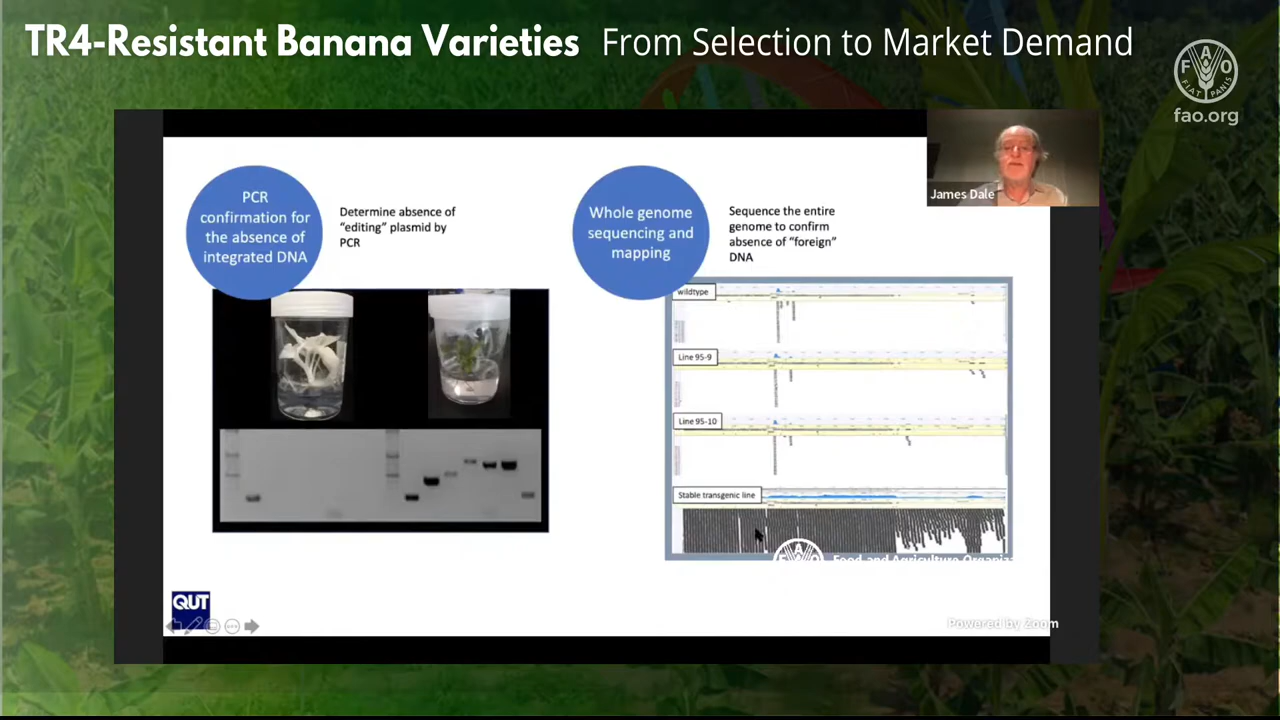 TR4-Resistant Banana Varieties From Selection to Market Demand
F A O
FIAT PANIS
fao.org
James Dale
PCR
confirmation for
the absence of
integrated DNA
Determine absence of
"editing" plasmid by
PCR
Whole genome
sequencing and
mapping
Sequence the entire
genome to confirm
absence of "foreign"
DNA
wildtype
Line 95-9
Line 95-10
Stable transgenic line
F A O
Food and Agriculture Organiz
QUT
Powered by Zoom